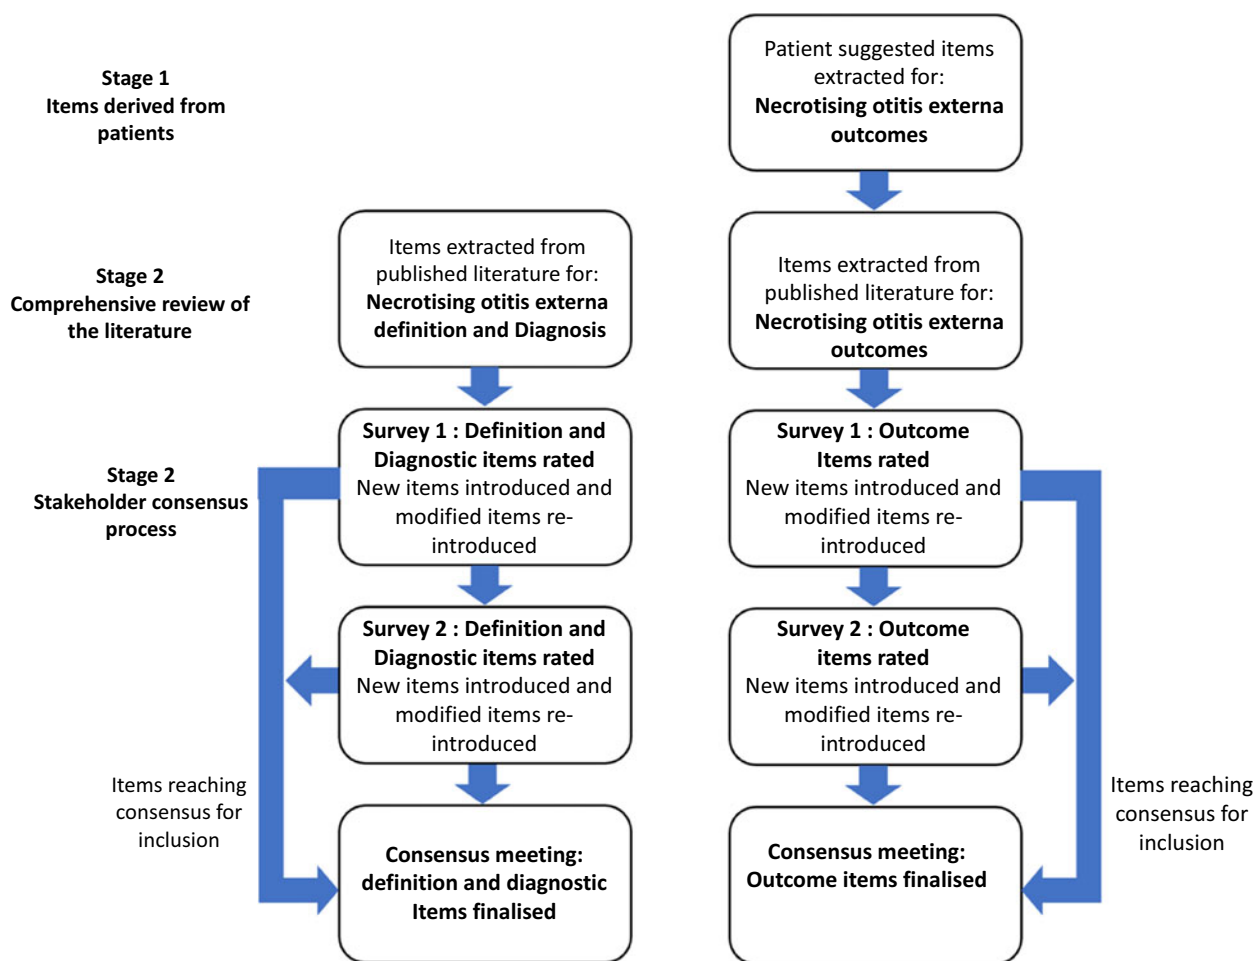 Stage 1
Items derived from
patients
Patient suggested items
extracted for:
Necrotising otitis externa
outcomes
Stage 2
Comprehensive review of
the literature
Items extracted from
published literature for:
Necrotising otitis externa
definition and Diagnosis
Items extracted from
published literature for:
Necrotising otitis externa
outcomes
Stage 2
Stakeholder consensus
process
Survey 1 : Definition and
Diagnostic items rated
New items introduced and
modified items re-
introduced
Survey 1 : Outcome
Items rated
New items introduced and
modified items re-
introduced
Survey 2 : Definition and
Diagnostic items rated
New items introduced and
modified items re-
introduced
Survey 2 : Outcome
items rated
New items introduced and
modified items re-
introduced
Items reaching
consensus for
inclusion
Consensus meeting:
definition and diagnostic
Items finalised
Consensus meeting:
Outcome items finalised
Items reaching
consensus for
inclusion